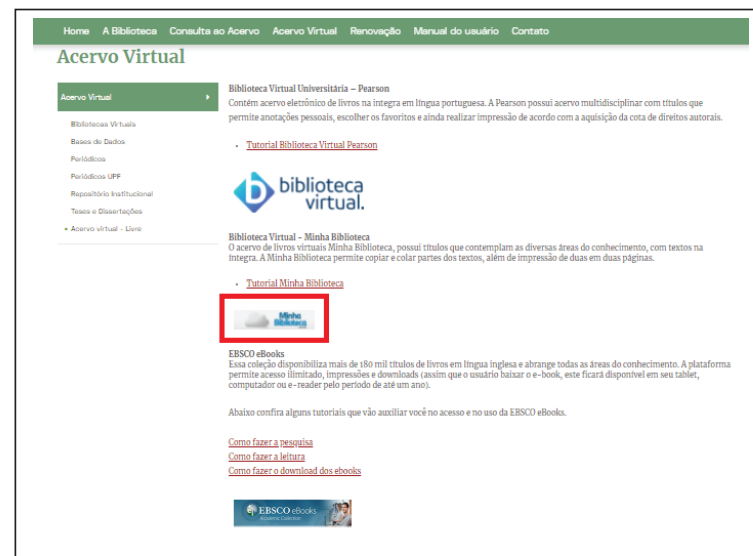 Home A Biblioteca Consulta ao Acervo Acervo Virtual Renovação Manual do usuário Contato
Acervo Virtual
Acervo Virtual
Bibliotecas Virtuais
Bases de Dados
Periódicos
Periódicos UPF
Repositório Institucional
Teses e Dissertações
Acervo virtual - Livre
Biblioteca Virtual Universitária – Pearson
Contém acervo eletrônico de livros na íntegra em língua portuguesa. A Pearson possui acervo multidisciplinar com títulos que
permite anotações pessoais, escolher os favoritos e ainda realizar impressão de acordo com a aquisição da cota de direitos autorais.
Tutorial Biblioteca Virtual Pearson
biblioteca
virtual.
Biblioteca Virtual – Minha Biblioteca
O acervo de livros virtuais Minha Biblioteca, possui títulos que contemplam as diversas áreas do conhecimento, com textos na
íntegra. A Minha Biblioteca permite copiar e colar partes dos textos, além de impressão de duas em duas páginas.
Tutorial Minha Biblioteca
Minha
Biblioteca
EBSCO eBooks
Essa coleção disponibiliza mais de 180 mil títulos de livros em língua inglesa e abrange todas as áreas do conhecimento. A plataforma
permite acesso ilimitado, impressões e downloads (assim que o usuário baixar o e-book, este ficará disponível em seu tablet,
computador ou e-reader pelo período de até um ano).
Abaixo confira alguns tutoriais que vão auxiliar você no acesso e no uso da EBSCO eBooks.
Como fazer a pesquisa
Como fazer a leitura
Como fazer o download dos ebooks
EBSCO eBooks
Academic Collection